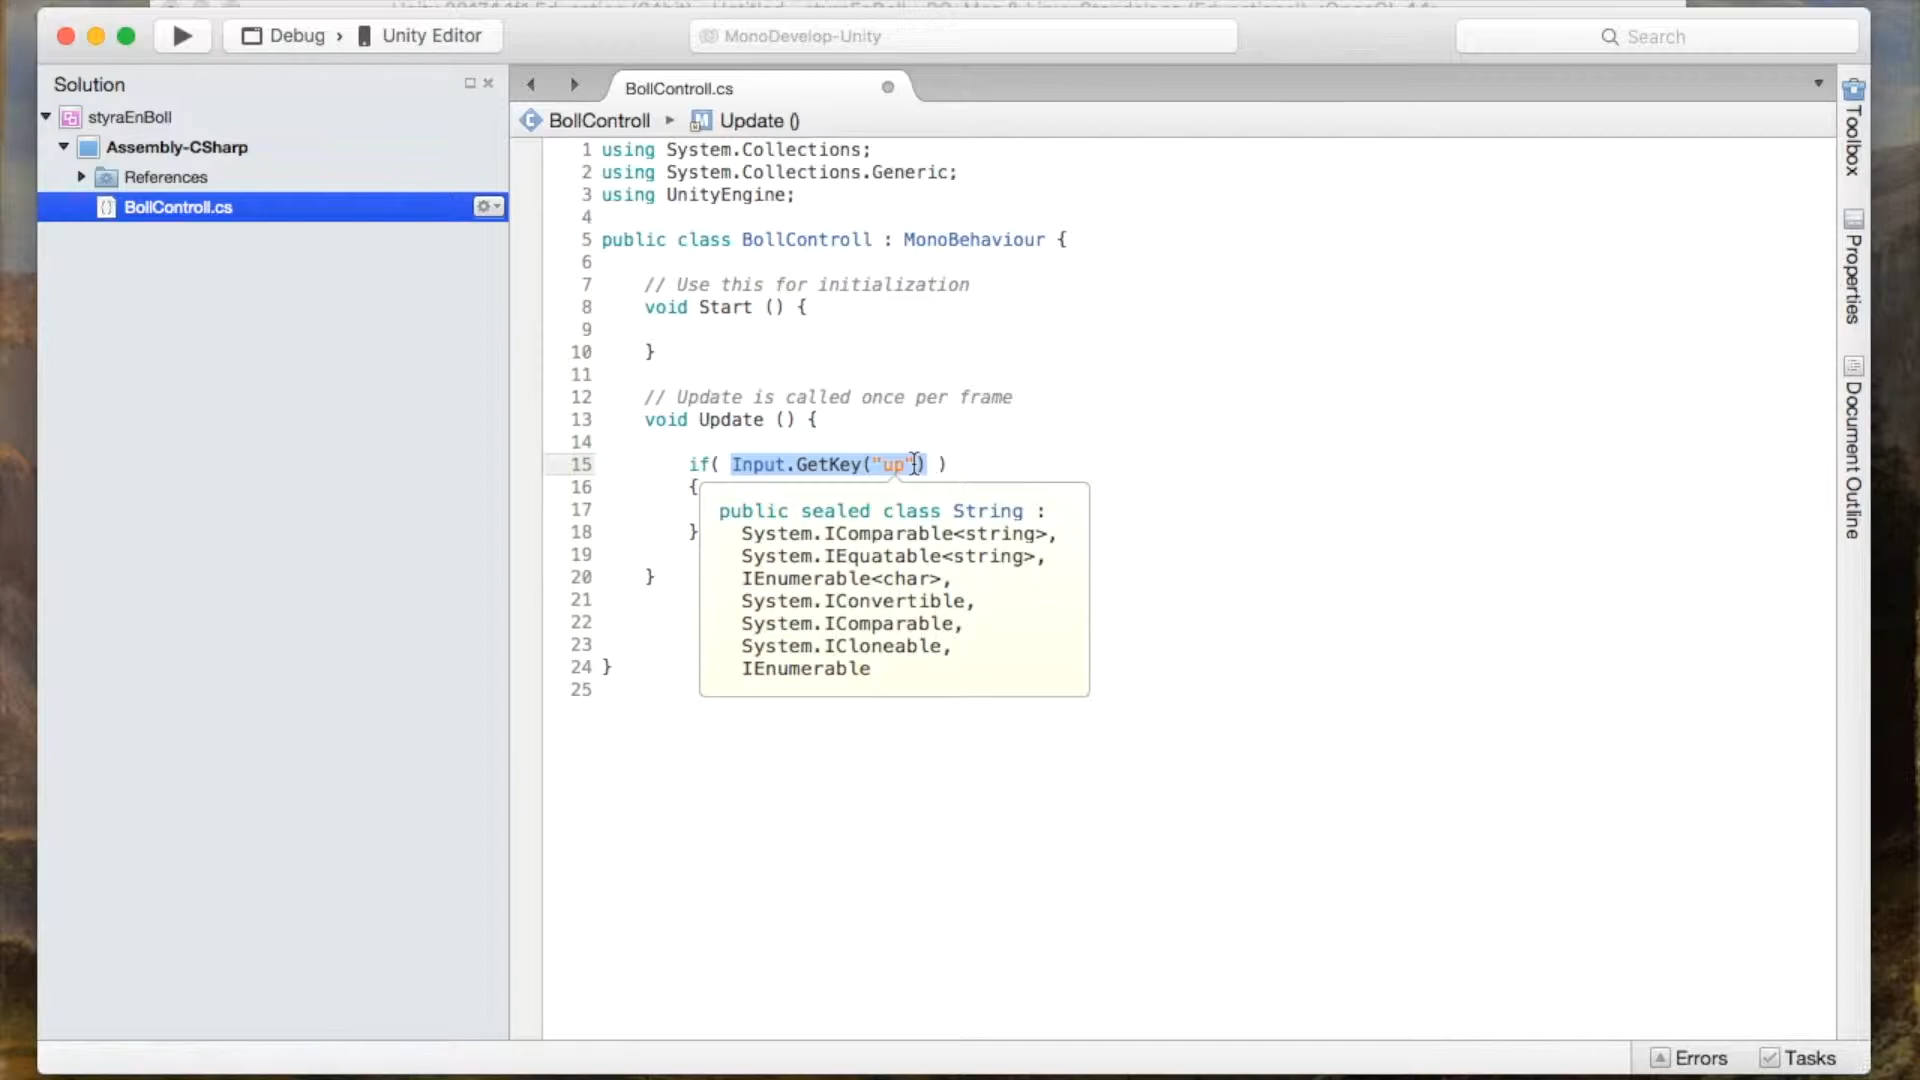 Debug › Unity Editor
MonoDevelop-Unity
Search
Solution
styraEnBoll
Assembly-CSharp
References
BollControll.cs
BollControll.cs
BollControll Update ()
1 using System.Collections;
2 using System.Collections.Generic;
3 using UnityEngine;
4
5 public class BollControll : MonoBehaviour {
6
7 // Use this for initialization
8 void Start () {
9
10 }
11
12 // Update is called once per frame
13 void Update () {
14
15 if( Input.GetKey("up") )
16 {
17
18 }
19
20 }
21
22
23
24 }
25
public sealed class String :
System.IComparable<string>,
System.IEquatable<string>,
IEnumerable<char>,
System.IConvertible,
System.IComparable,
System.ICloneable,
IEnumerable
Toolbox
Properties
Document Outline
Errors
Tasks